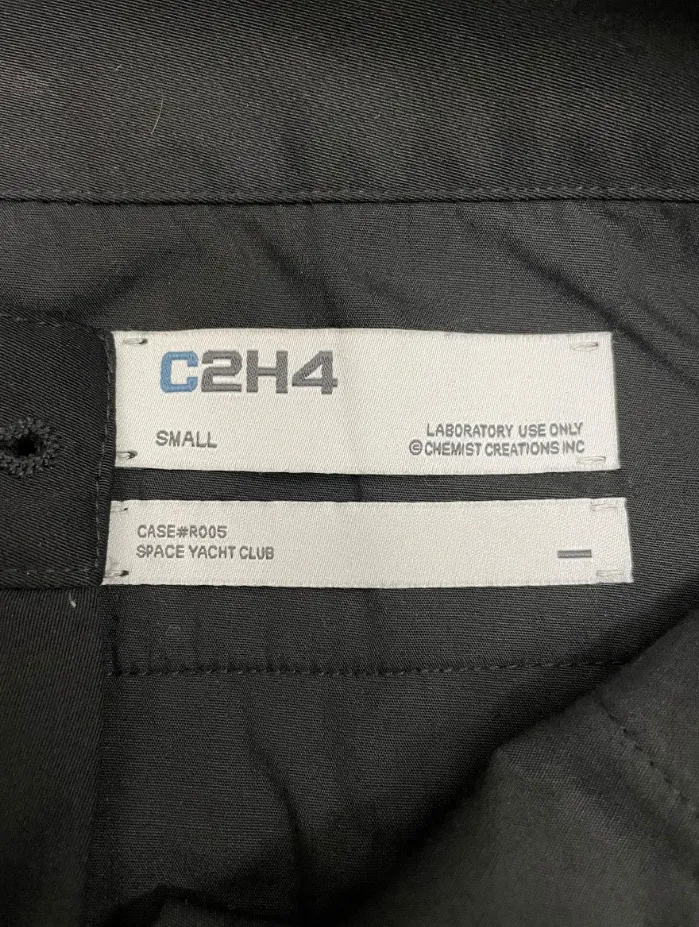 C2H4
SMALL
LABORATORY USE ONLY
©CHEMIST CREATIONS INC
CASE#R005
SPACE YACHT CLUB